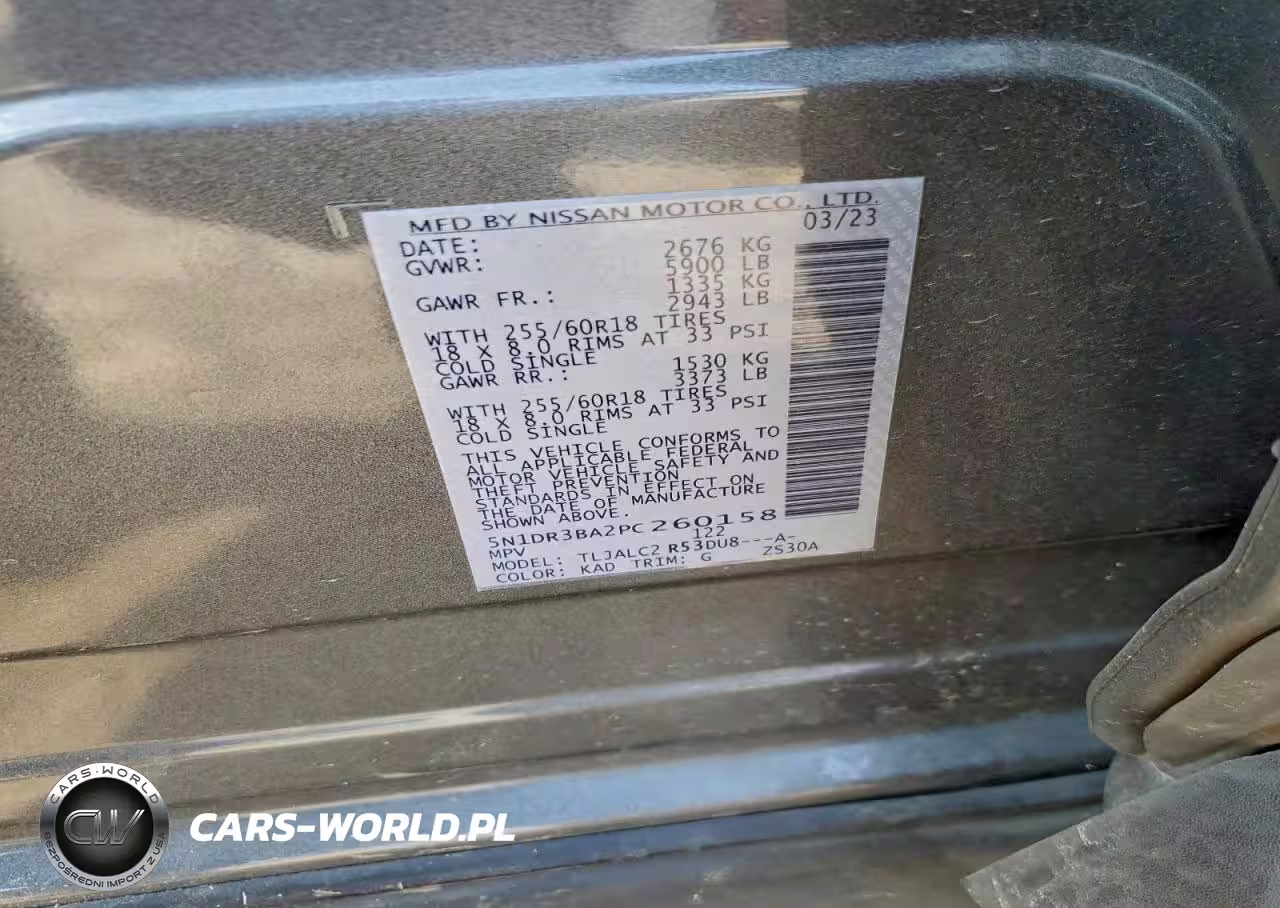 MFD BY NISSAN MOTOR CO., LTD.
DATE: 03/23
GVWR: 2676 KG
5900 LB
GAWR FR.: 1335 KG
2943 LB
WITH 255/60R18 TIRES
18 X 8.0 RIMS AT 33 PSI
COLD SINGLE
GAWR RR.: 1530 KG
3373 LB
WITH 255/60R18 TIRES
18 X 8.0 RIMS AT 33 PSI
COLD SINGLE
THIS VEHICLE CONFORMS TO
ALL APPLICABLE FEDERAL
MOTOR VEHICLE SAFETY AND
THEFT PREVENTION
STANDARDS IN EFFECT ON
THE DATE OF MANUFACTURE
SHOWN ABOVE.
5N1DR3BA2PC260158
MPV 122
MODEL: TLJALC2 R53DU8---A-
COLOR: KAD TRIM: G ZS30A
CARS-WORLD
CW
BEZPOŚREDNI IMPORT Z USA
CARS-WORLD.PL